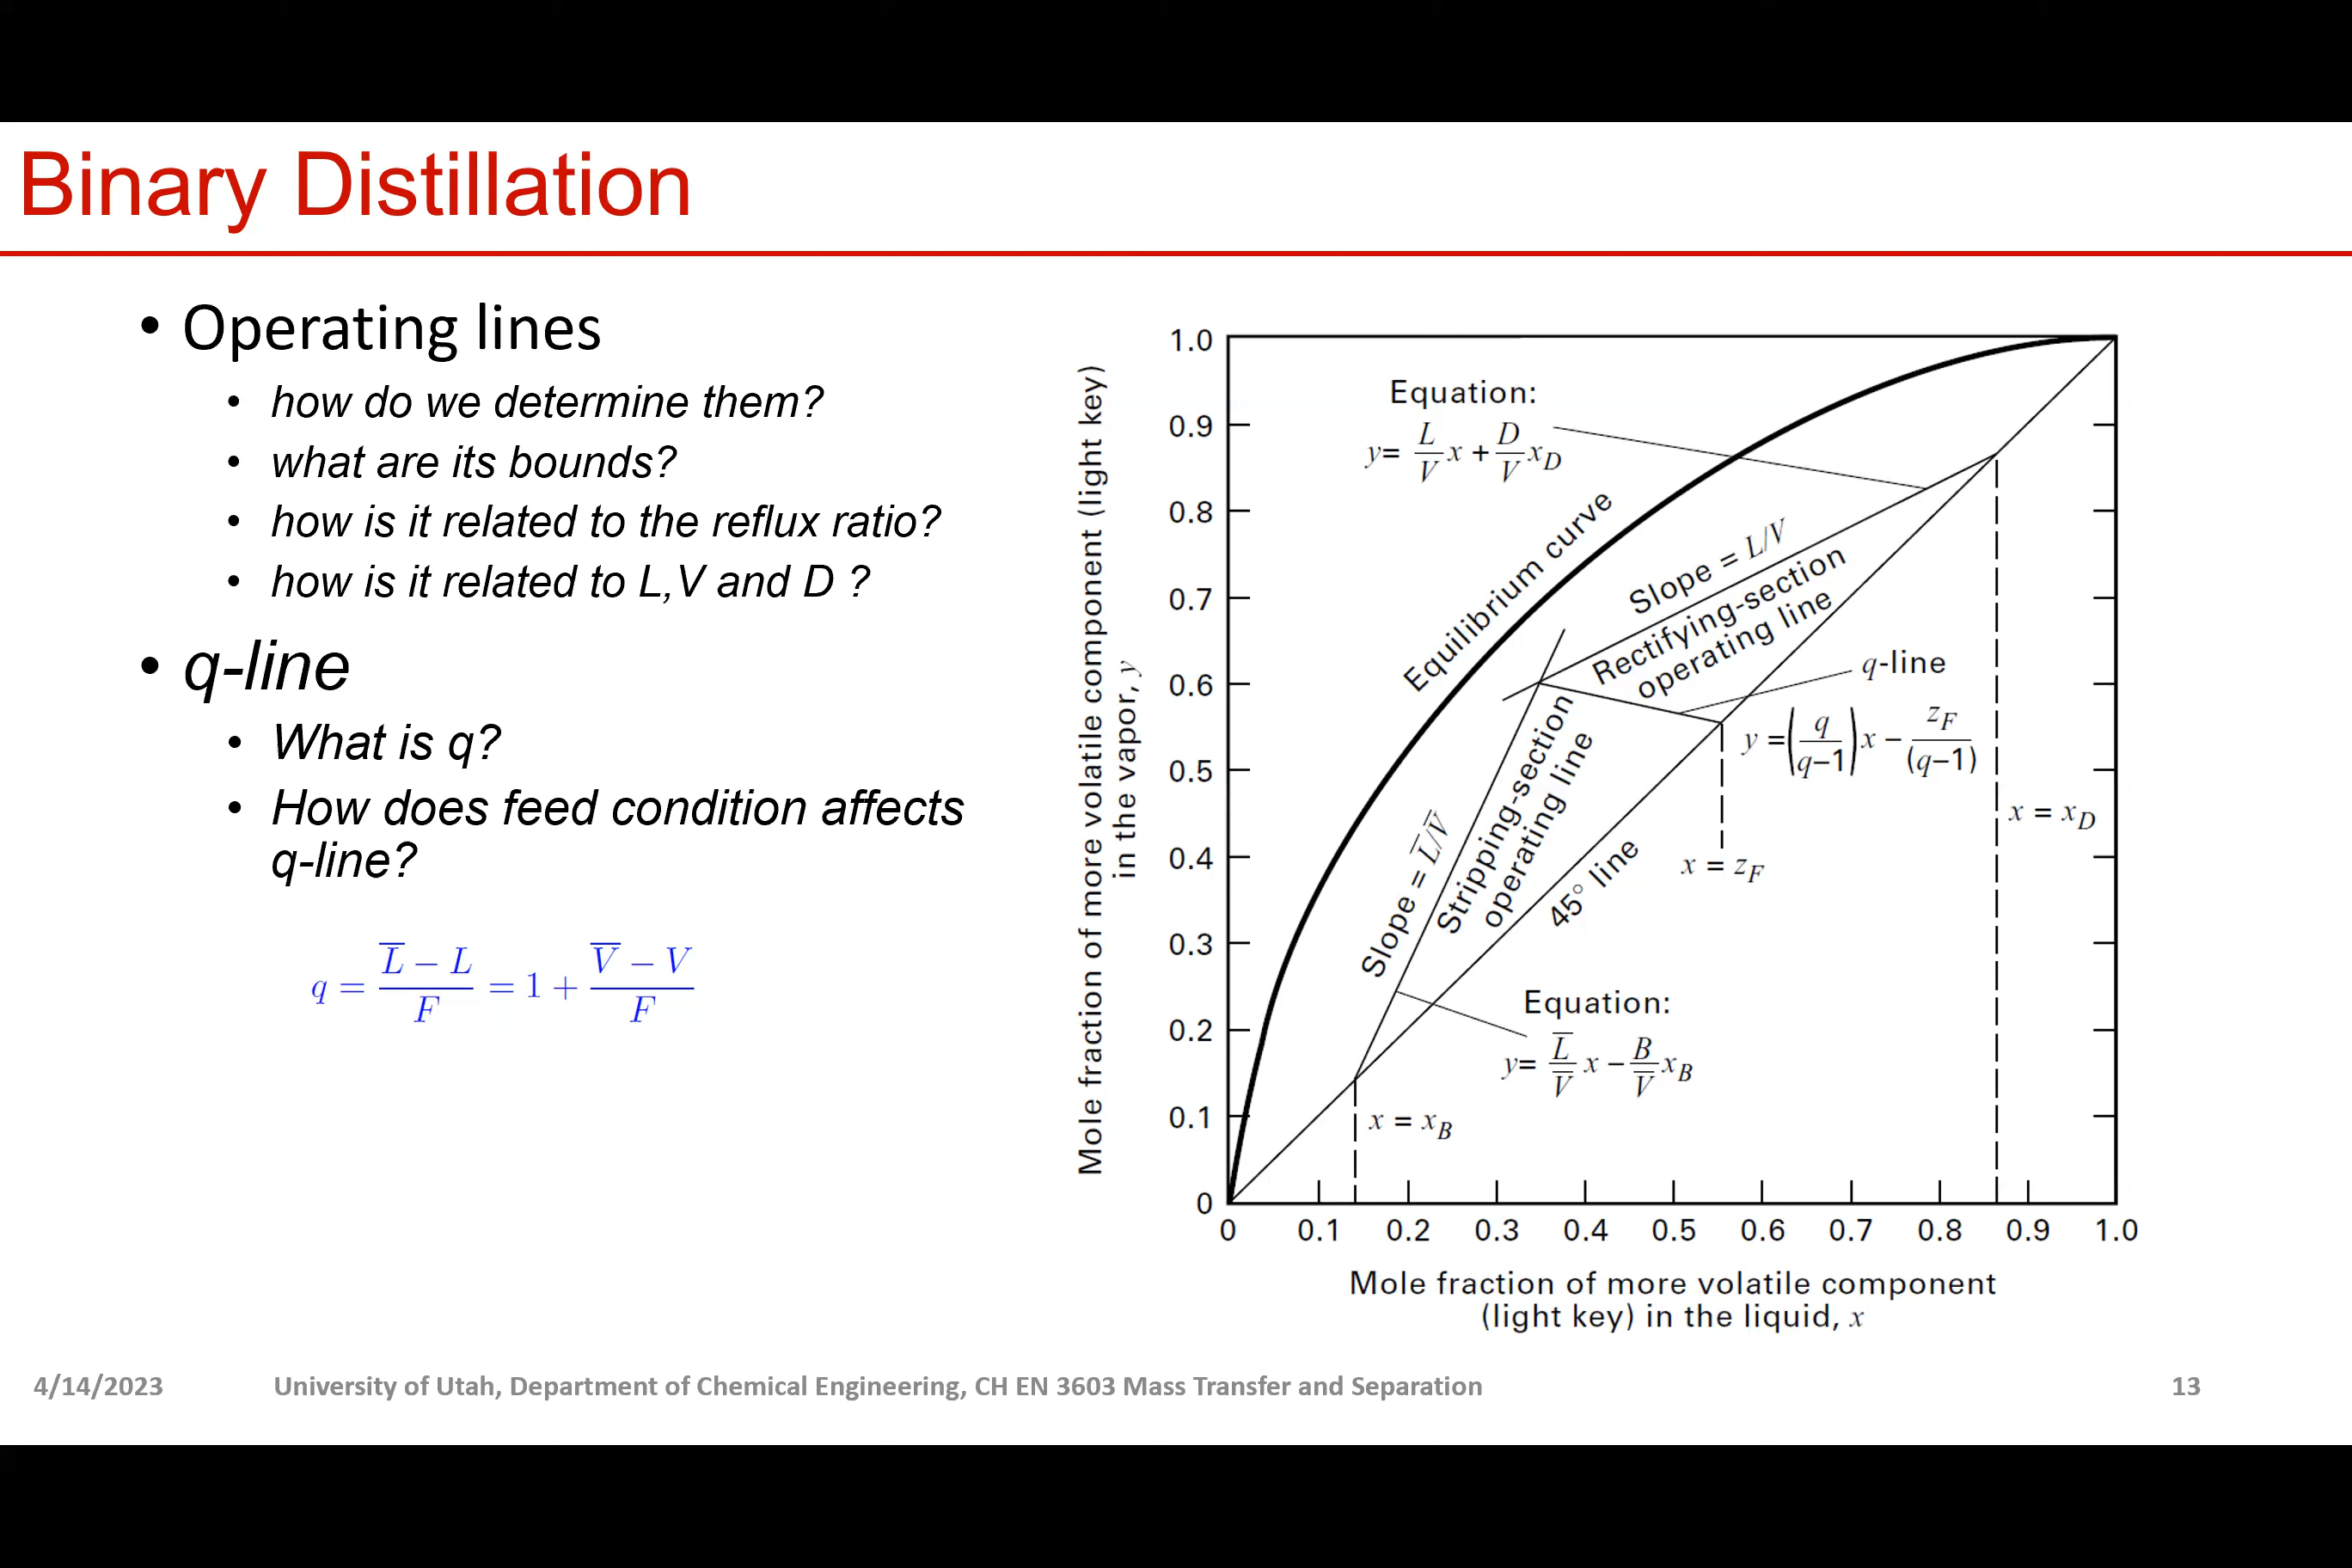 Binary Distillation
• Operating lines
• how do we determine them?
• what are its bounds?
• how is it related to the reflux ratio?
• how is it related to L,V and D ?
• q-line
• What is q?
• How does feed condition affects
q-line?
q = (L̅ − L)/F = 1 + (V̅ − V)/F
Mole fraction of more volatile component (light key)
in the vapor, y
1.0
0.9
0.8
0.7
0.6
0.5
0.4
0.3
0.2
0.1
0
Equation:
y= L/V x + D/V x_D
Equilibrium curve
Slope = L/V
Rectifying-section
operating line
q-line
y =(q/(q−1))x − z_F/(q−1)
x = z_F
x = x_D
Slope = L̅/V̅
Stripping-section
operating line
45° line
Equation:
y= L̅/V̅ x − B/V̅ x_B
x = x_B
0 0.1 0.2 0.3 0.4 0.5 0.6 0.7 0.8 0.9 1.0
Mole fraction of more volatile component
(light key) in the liquid, x
4/14/2023 University of Utah, Department of Chemical Engineering, CH EN 3603 Mass Transfer and Separation 13